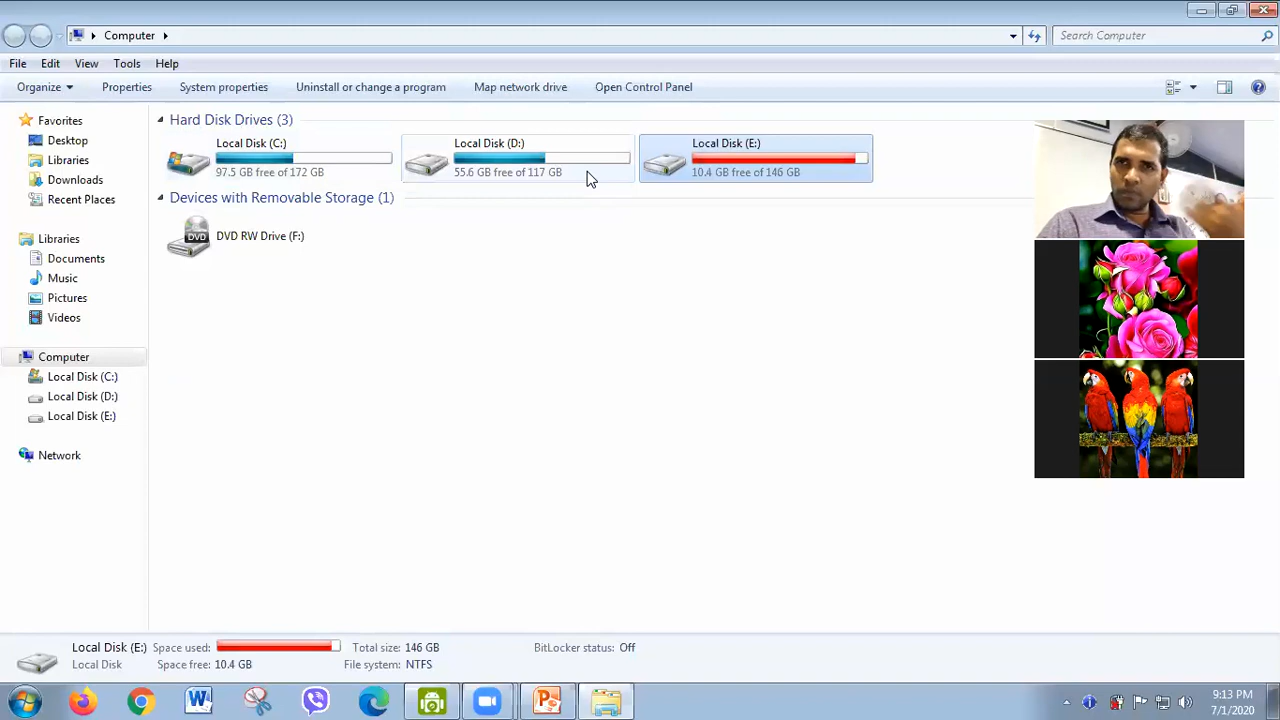 Computer
Search Computer
File Edit View Tools Help
Organize Properties System properties Uninstall or change a program Map network drive Open Control Panel
Favorites
Desktop
Libraries
Downloads
Recent Places
Libraries
Documents
Music
Pictures
Videos
Computer
Local Disk (C:)
Local Disk (D:)
Local Disk (E:)
Network
Hard Disk Drives (3)
Local Disk (C:)
97.5 GB free of 172 GB
Local Disk (D:)
55.6 GB free of 117 GB
Local Disk (E:)
10.4 GB free of 146 GB
Devices with Removable Storage (1)
DVD
DVD RW Drive (F:)
Local Disk (E:) Space used: Total size: 146 GB BitLocker status: Off
Local Disk Space free: 10.4 GB File system: NTFS
9:13 PM
7/1/2020